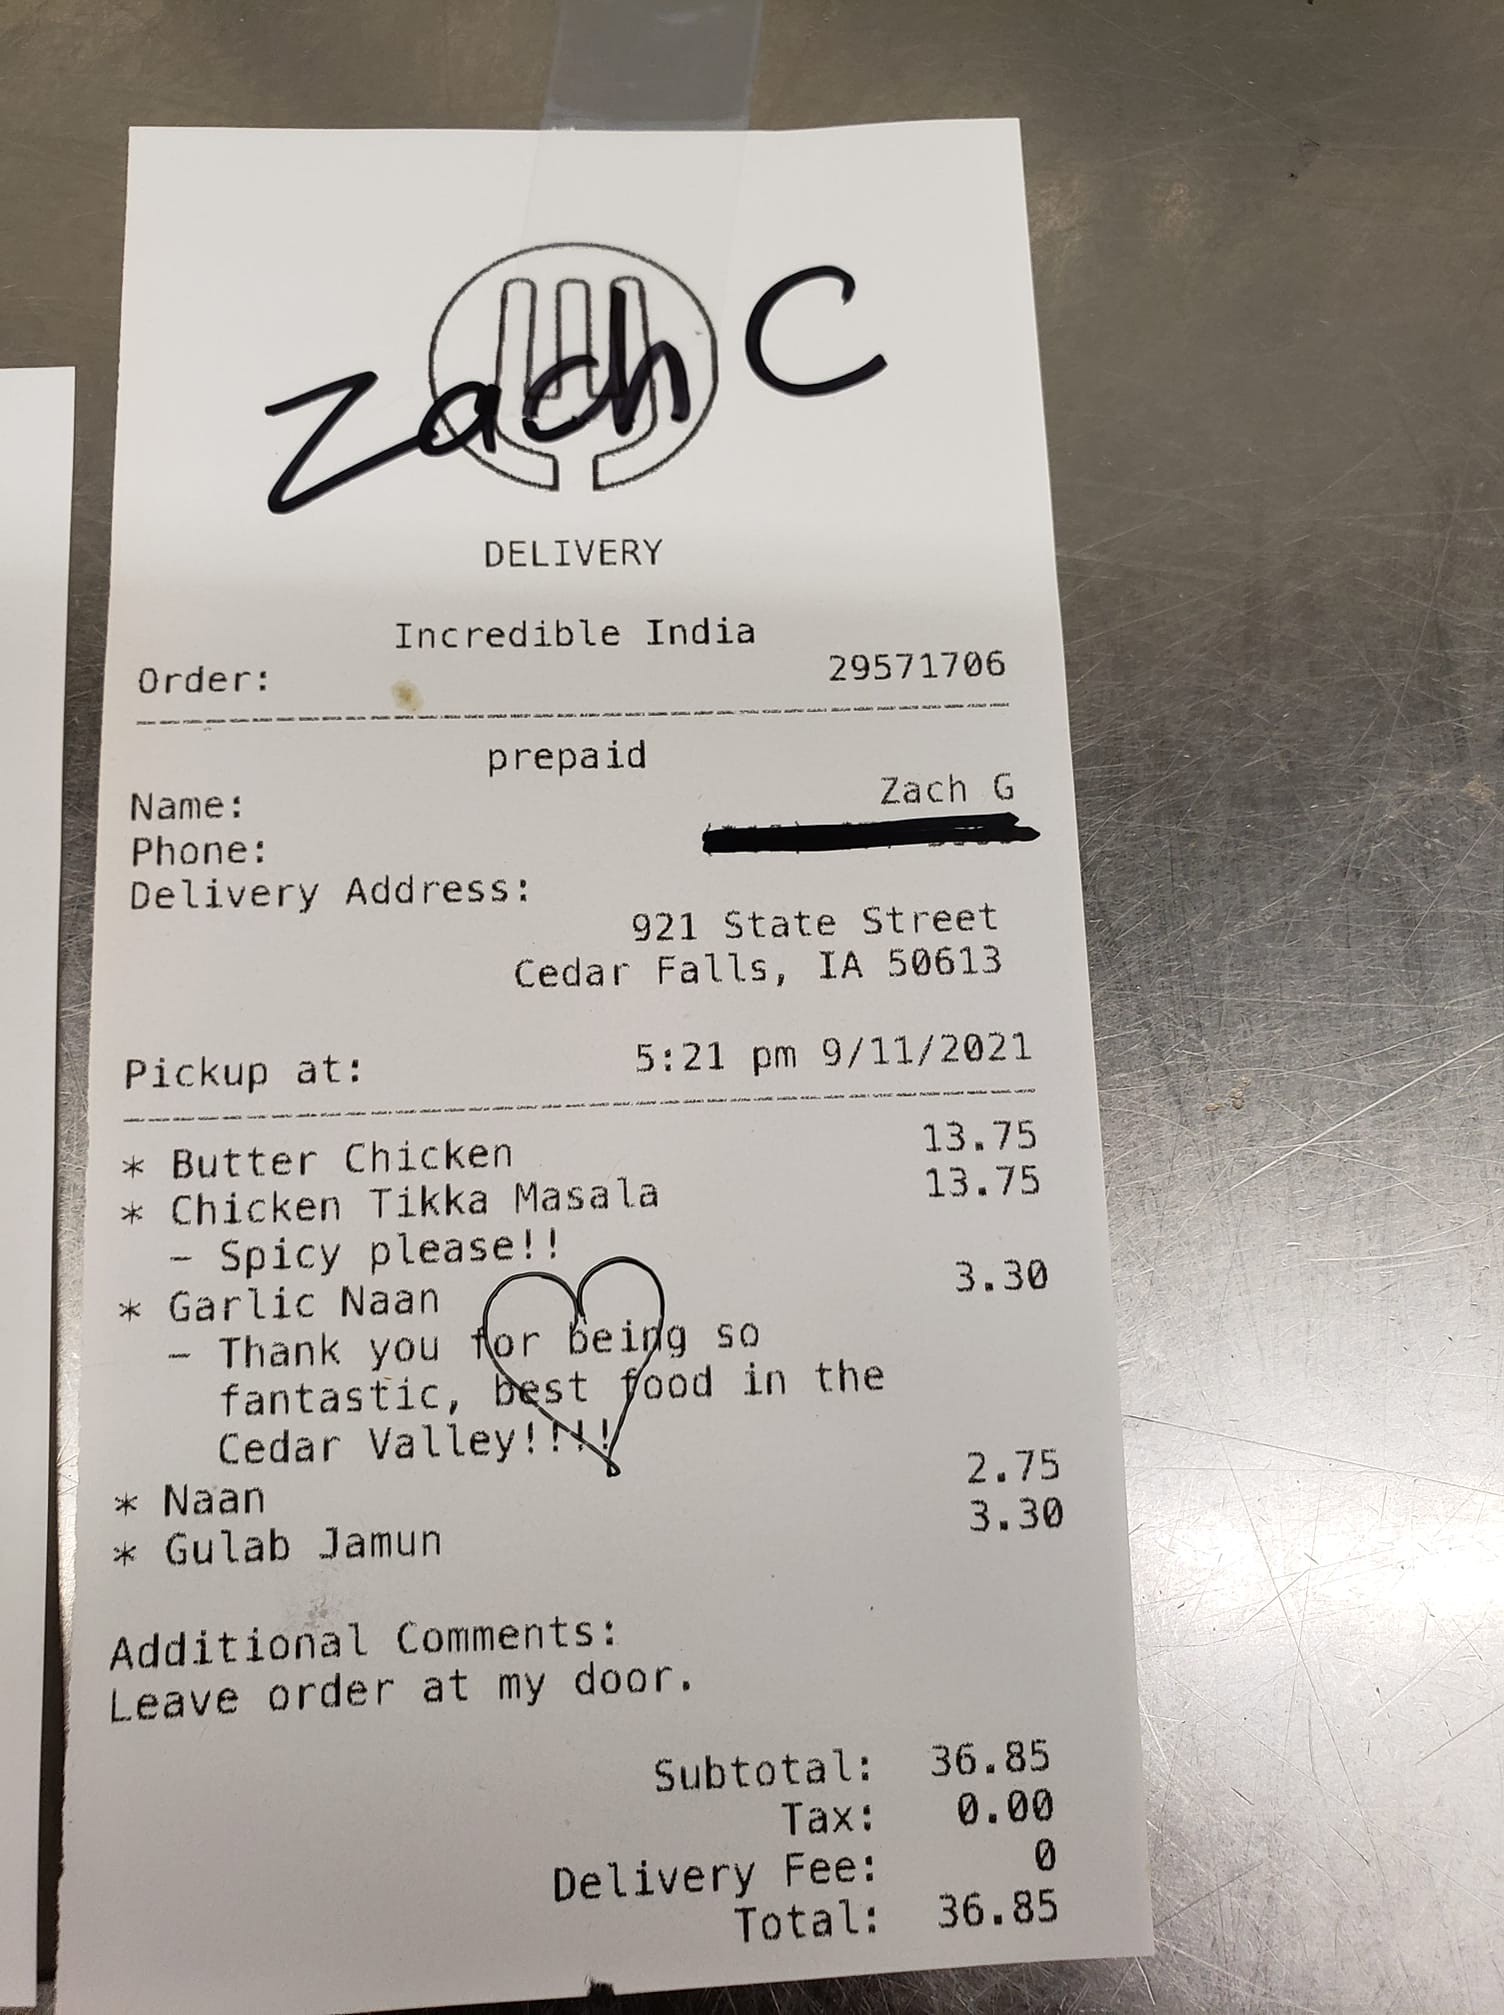 Zach C
DELIVERY
Incredible India
Order: 29571706
prepaid
Name: Zach G
Phone:
Delivery Address:
921 State Street
Cedar Falls, IA 50613
Pickup at: 5:21 pm 9/11/2021
* Butter Chicken 13.75
* Chicken Tikka Masala 13.75
- Spicy please!!
* Garlic Naan 3.30
- Thank you for being so
fantastic, best food in the
Cedar Valley!!!!
* Naan 2.75
* Gulab Jamun 3.30
Additional Comments:
Leave order at my door.
Subtotal: 36.85
Tax: 0.00
Delivery Fee: 0
Total: 36.85